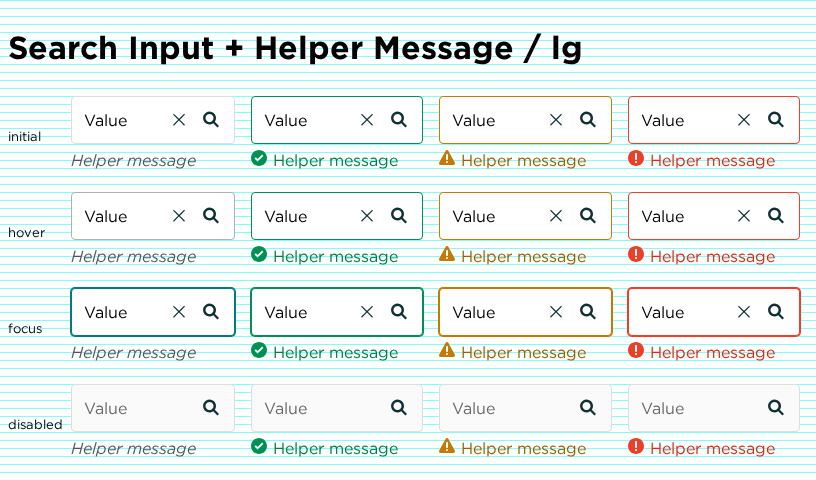 Search Input + Helper Message / lg
initial Value Value Value Value
Helper message Helper message Helper message Helper message
hover Value Value Value Value
Helper message Helper message Helper message Helper message
focus Value Value Value Value
Helper message Helper message Helper message Helper message
disabled Value Value Value Value
Helper message Helper message Helper message Helper message